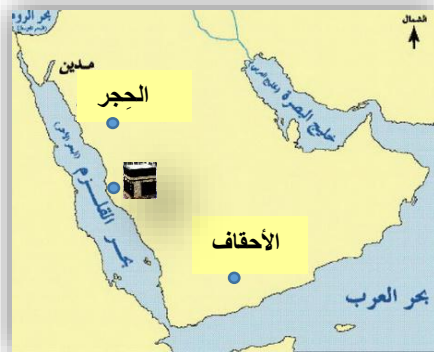 الشمال
بحر الروم
مدين
الحِجر
خليج البصرة
بحر القلزم
الأحقاف
بحر العرب